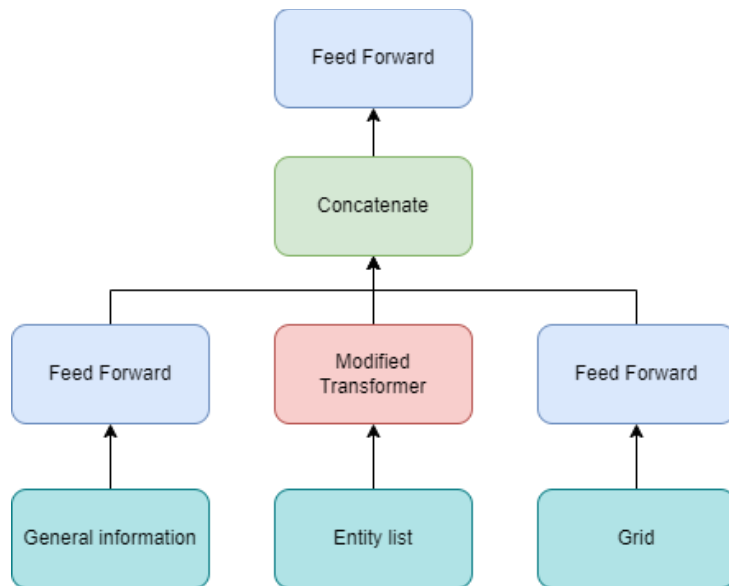 Feed Forward
Concatenate
Feed Forward
Modified
Transformer
Feed Forward
General information
Entity list
Grid